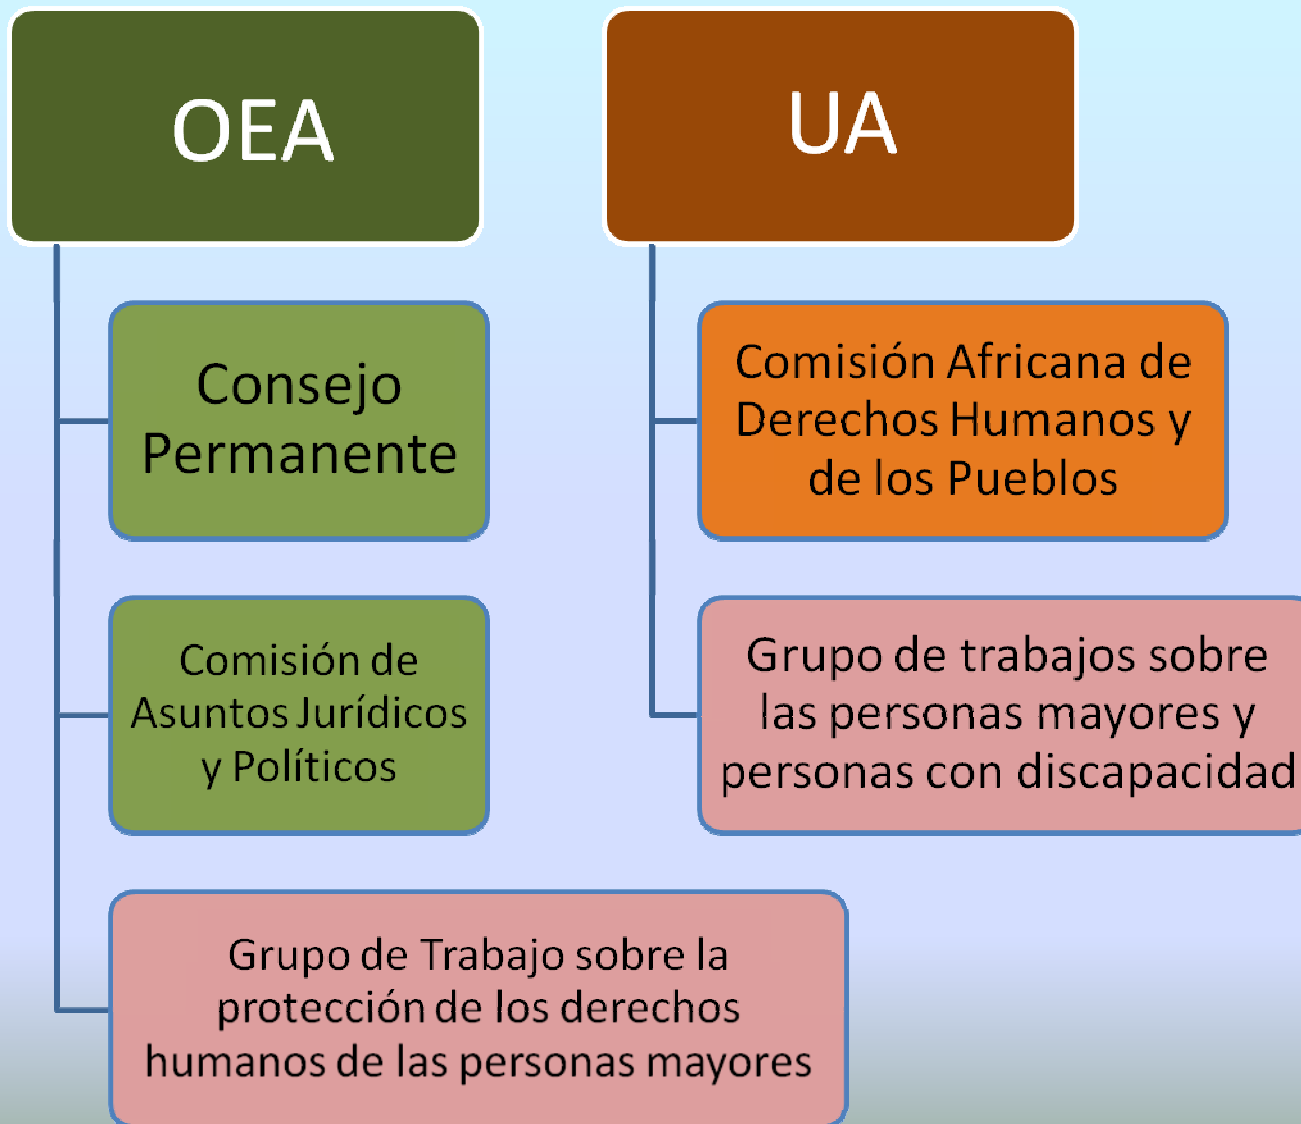 OEA
Consejo
Permanente
Comisión de
Asuntos Jurídicos
y Políticos
Grupo de Trabajo sobre la
protección de los derechos
humanos de las personas mayores
UA
Comisión Africana de
Derechos Humanos y
de los Pueblos
Grupo de trabajos sobre
las personas mayores y
personas con discapacidad